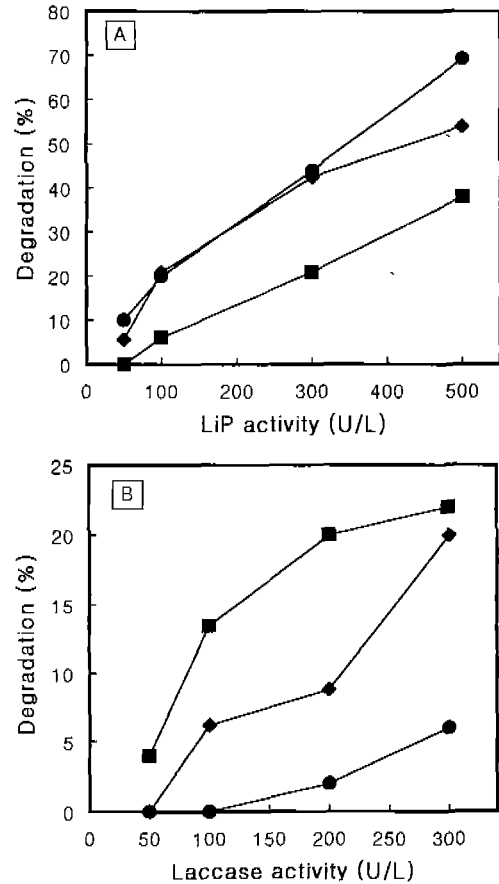 A
80
70
60
50
40
30
20
10
0
Degradation (%)
0 100 200 300 400 500
LiP activity (U/L)
B
25
20
15
10
5
0
Degradation (%)
0 50 100 150 200 250 300
Laccase activity (U/L)